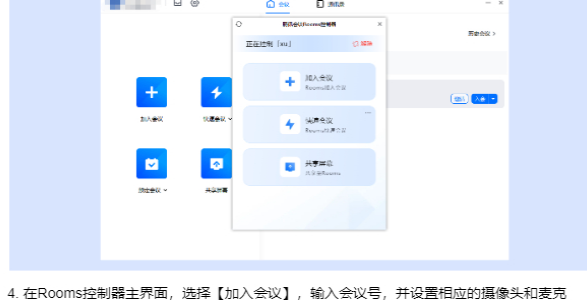 会议
通讯录
腾讯会议Rooms控制器
历史会议 >
正在控制「xu」
解除
加入会议
Rooms加入会议
加入会议
快速会议
快速会议
Rooms快速会议
入会
共享屏幕
共享至Rooms
预定会议
共享屏幕
4. 在Rooms控制器主界面，选择【加入会议】，输入会议号，并设置相应的摄像头和麦克